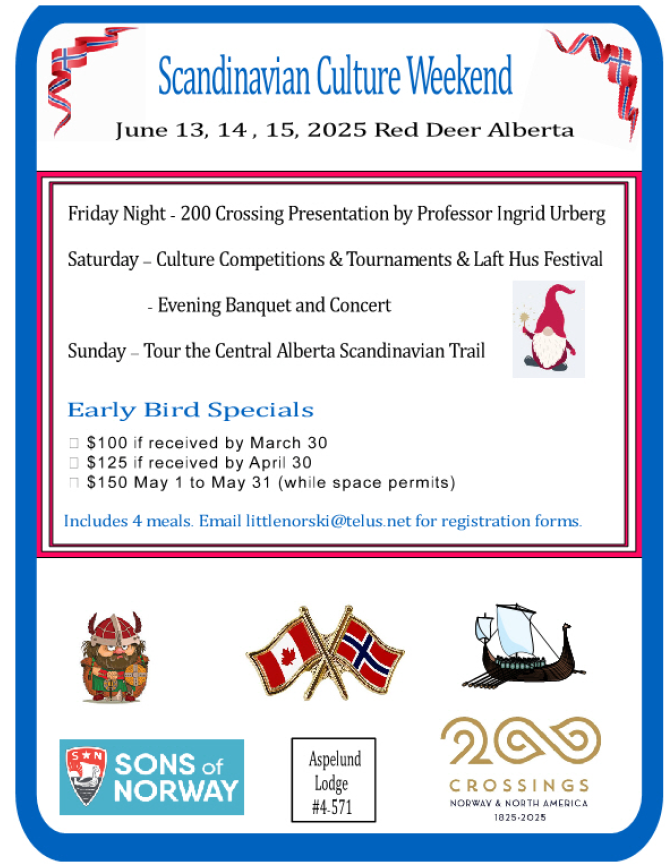 Scandinavian Culture Weekend
June 13, 14 , 15, 2025 Red Deer Alberta
Friday Night - 200 Crossing Presentation by Professor Ingrid Urberg
Saturday – Culture Competitions & Tournaments & Laft Hus Festival
- Evening Banquet and Concert
Sunday – Tour the Central Alberta Scandinavian Trail
Early Bird Specials
$100 if received by March 30
$125 if received by April 30
$150 May 1 to May 31 (while space permits)
Includes 4 meals. Email littlenorski@telus.net for registration forms.
S N
SONS of
NORWAY
Aspelund
Lodge
#4-571
200
CROSSINGS
NORWAY & NORTH AMERICA
1825-2025